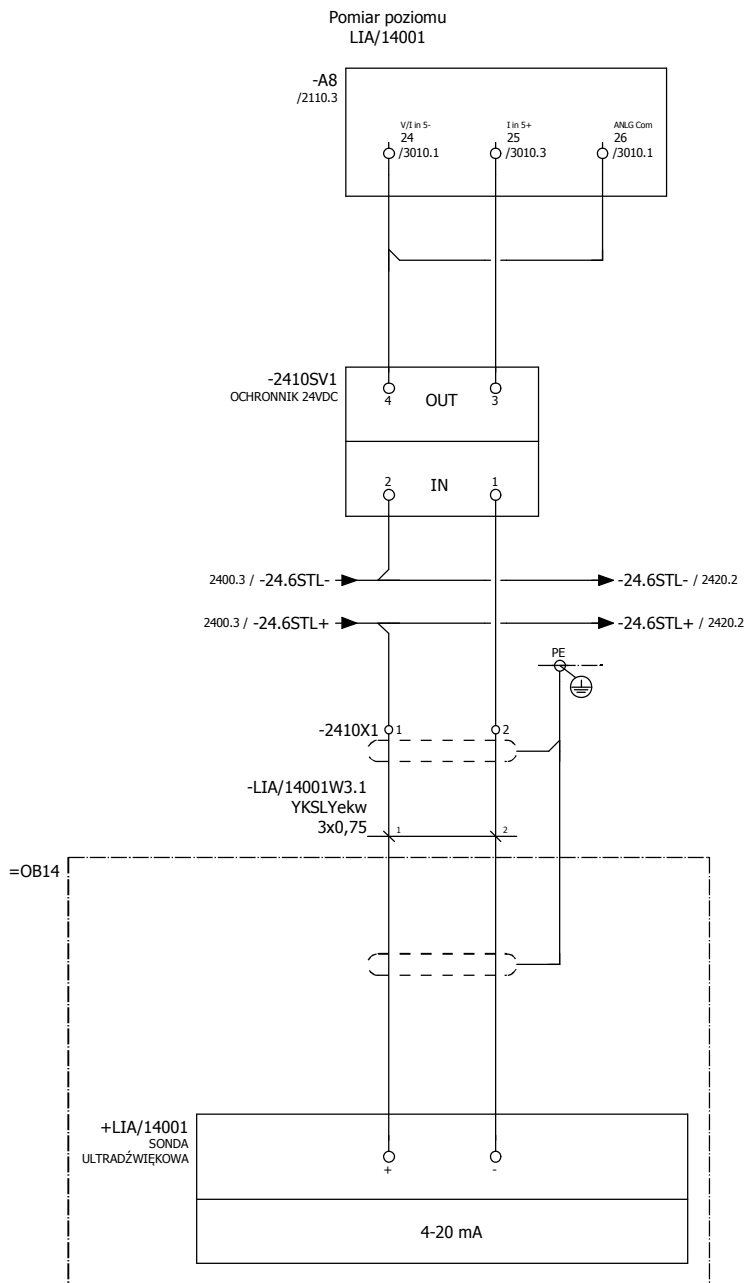 Pomiar poziomu
LIA/14001
-A8
/2110.3
V/I in 5-
24
/3010.1
I in 5+
25
/3010.3
ANLG Com
26
/3010.1
-2410SV1
OCHRONNIK 24VDC
4
OUT
3
2
IN
1
2400.3 / -24.6STL-
-24.6STL- / 2420.2
2400.3 / -24.6STL+
-24.6STL+ / 2420.2
PE
-2410X1
1
2
-LIA/14001W3.1
YKSLYekw
3x0,75
1
2
=OB14
+LIA/14001
SONDA
ULTRADŹWIĘKOWA
+
-
4-20 mA